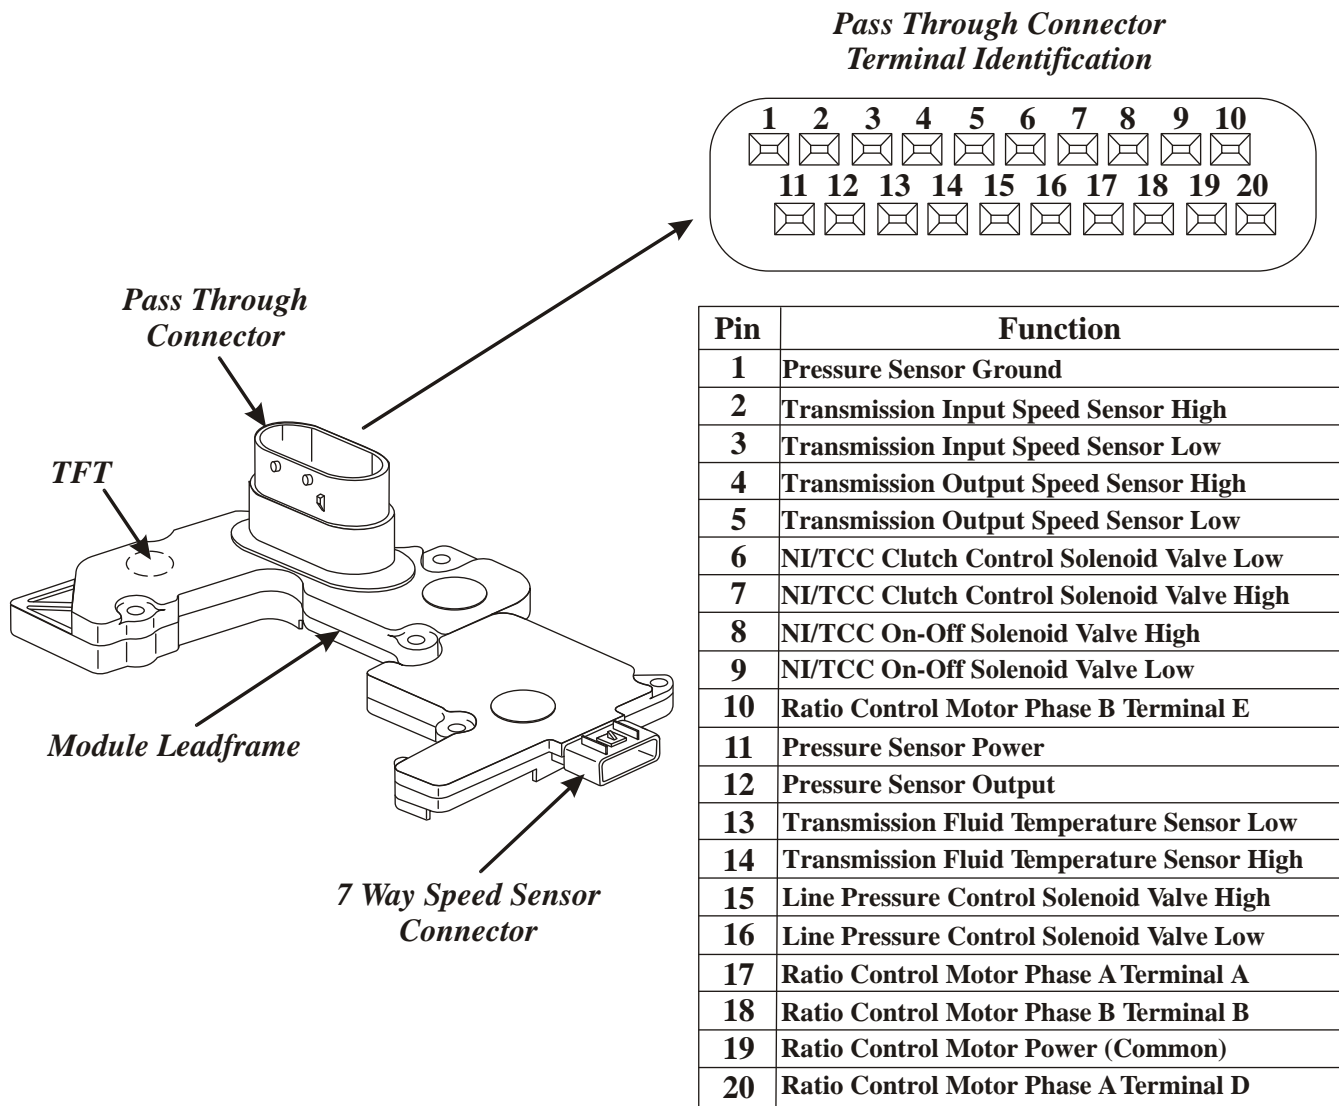 Pass Through Connector
Terminal Identification
1 2 3 4 5 6 7 8 9 10
11 12 13 14 15 16 17 18 19 20
Pass Through
Connector
TFT
Module Leadframe
7 Way Speed Sensor
Connector
Pin Function
1 Pressure Sensor Ground
2 Transmission Input Speed Sensor High
3 Transmission Input Speed Sensor Low
4 Transmission Output Speed Sensor High
5 Transmission Output Speed Sensor Low
6 NI/TCC Clutch Control Solenoid Valve Low
7 NI/TCC Clutch Control Solenoid Valve High
8 NI/TCC On-Off Solenoid Valve High
9 NI/TCC On-Off Solenoid Valve Low
10 Ratio Control Motor Phase B Terminal E
11 Pressure Sensor Power
12 Pressure Sensor Output
13 Transmission Fluid Temperature Sensor Low
14 Transmission Fluid Temperature Sensor High
15 Line Pressure Control Solenoid Valve High
16 Line Pressure Control Solenoid Valve Low
17 Ratio Control Motor Phase A Terminal A
18 Ratio Control Motor Phase B Terminal B
19 Ratio Control Motor Power (Common)
20 Ratio Control Motor Phase A Terminal D